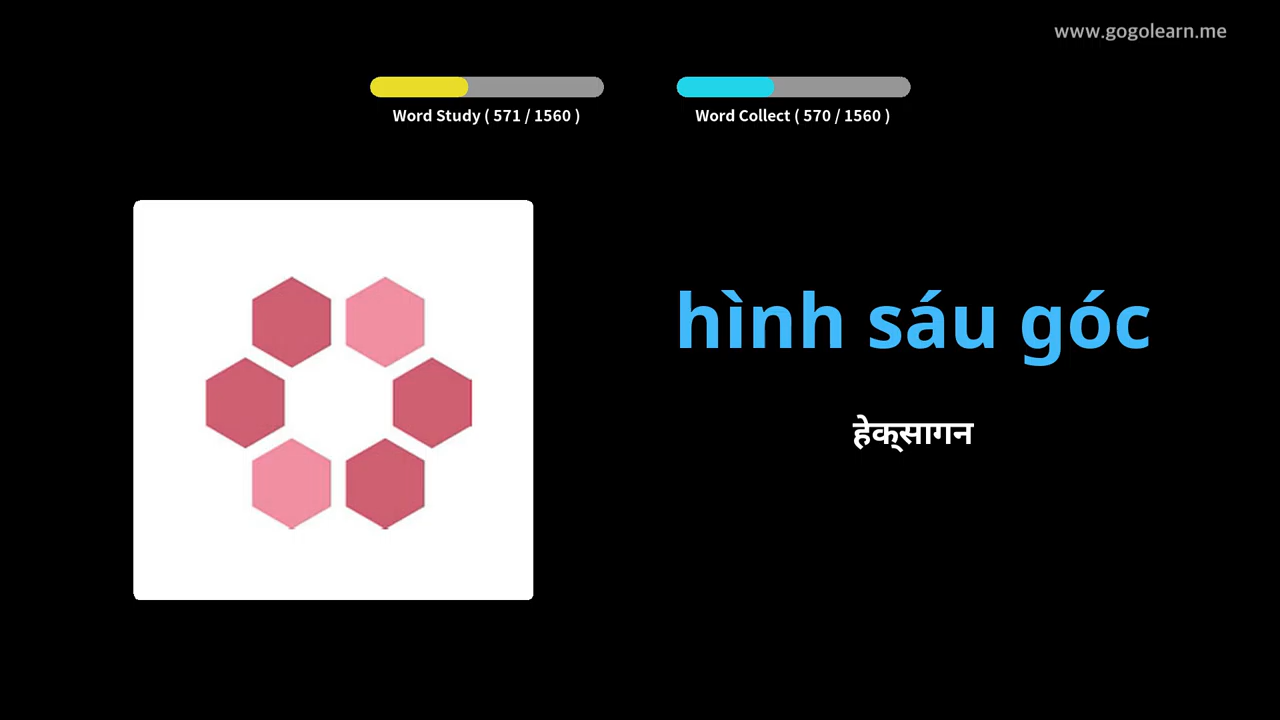 www.gogolearn.me
Word Study ( 571 / 1560 )
Word Collect ( 570 / 1560 )
hình sáu góc
हेक्सागन